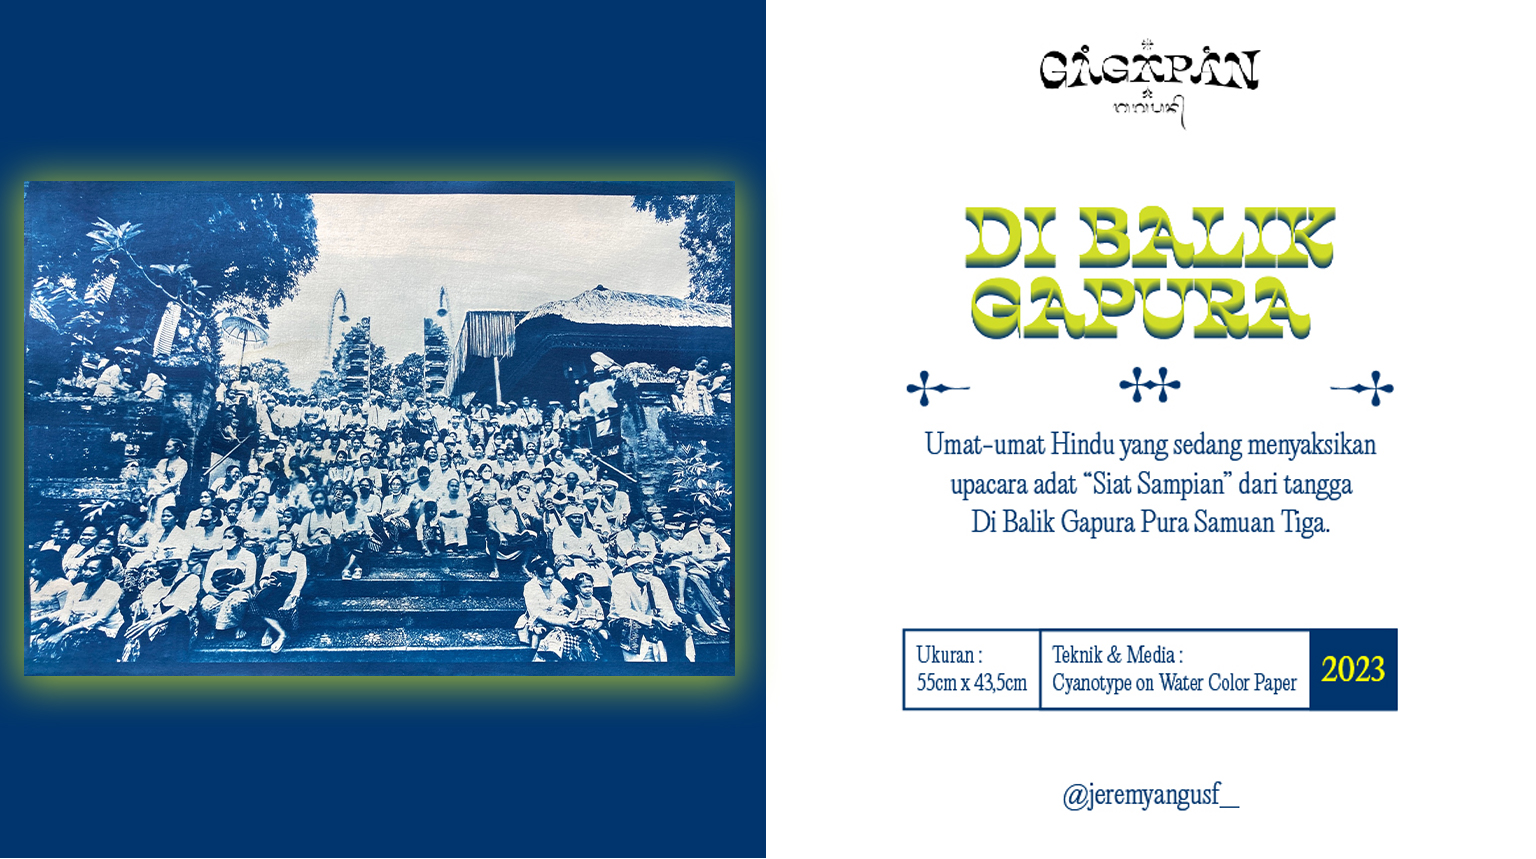 GAGAPAN
DI BALIK
GAPURA
Umat-umat Hindu yang sedang menyaksikan
upacara adat “Siat Sampian” dari tangga
Di Balik Gapura Pura Samuan Tiga.
Ukuran :
55cm x 43,5cm
Teknik & Media :
Cyanotype on Water Color Paper
2023
@jeremyangusf_